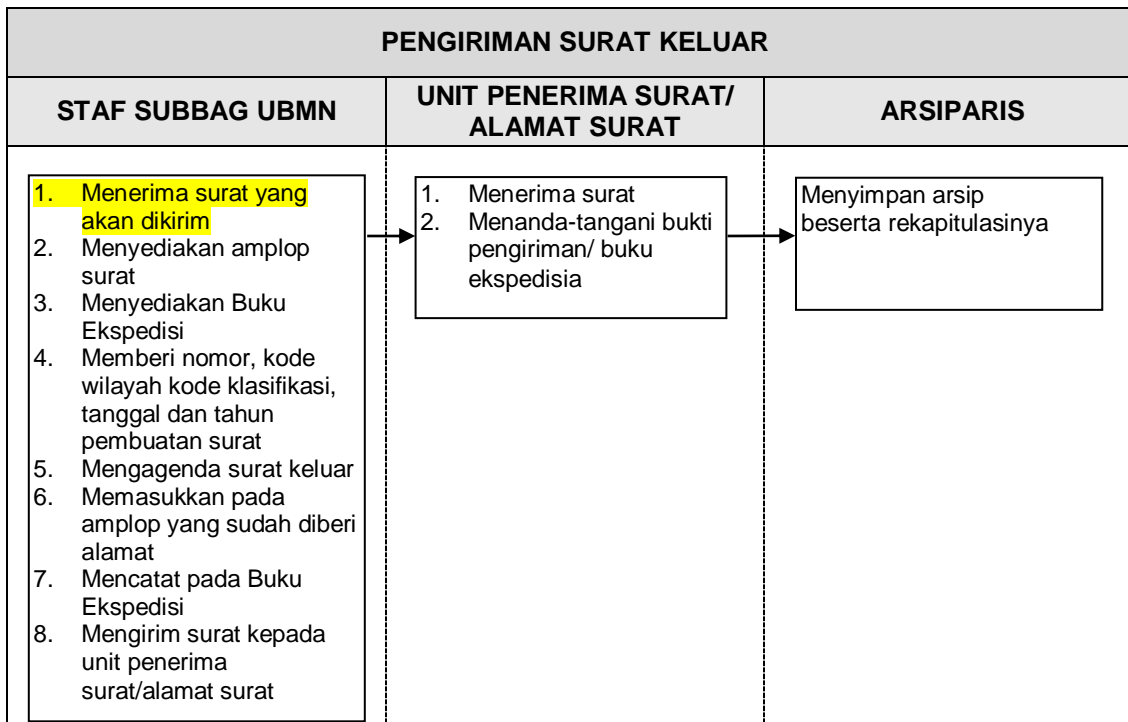 PENGIRIMAN SURAT KELUAR
STAF SUBBAG UBMN
UNIT PENERIMA SURAT/
ALAMAT SURAT
ARSIPARIS
1. Menerima surat yang
akan dikirim
2. Menyediakan amplop
surat
3. Menyediakan Buku
Ekspedisi
4. Memberi nomor, kode
wilayah kode klasifikasi,
tanggal dan tahun
pembuatan surat
5. Mengagenda surat keluar
6. Memasukkan pada
amplop yang sudah diberi
alamat
7. Mencatat pada Buku
Ekspedisi
8. Mengirim surat kepada
unit penerima
surat/alamat surat
1. Menerima surat
2. Menanda-tangani bukti
pengiriman/ buku
ekspedisia
Menyimpan arsip
beserta rekapitulasinya